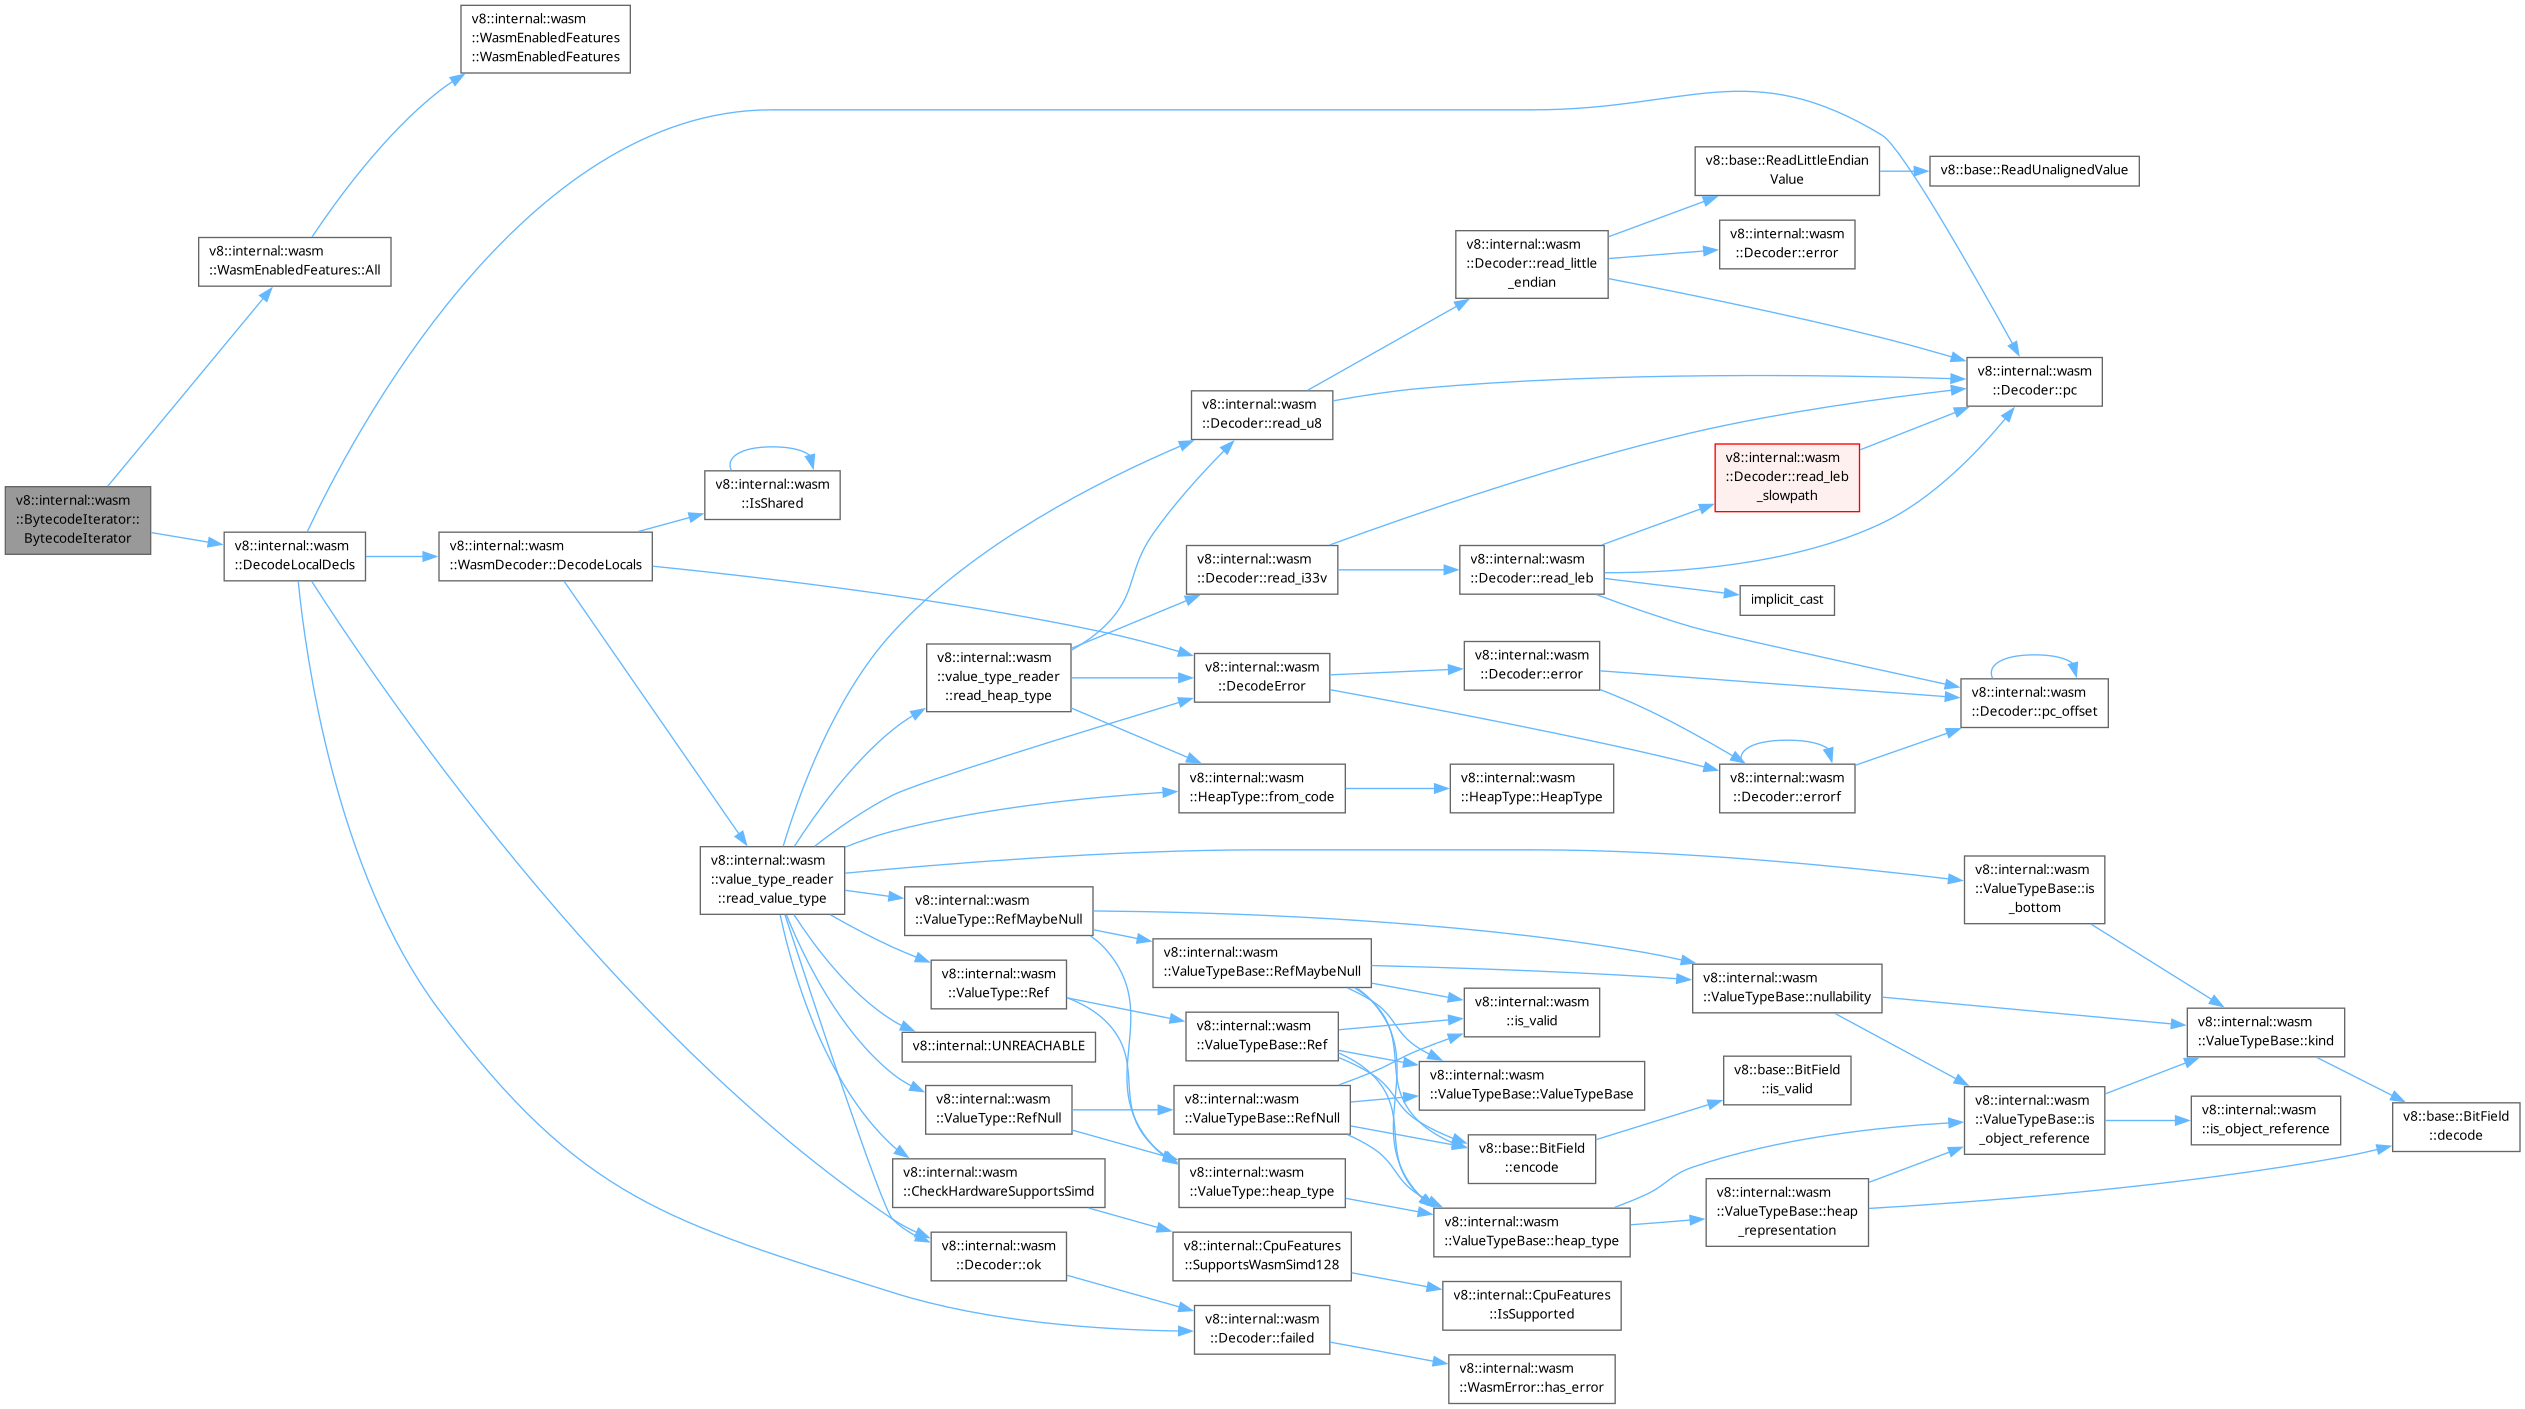 v8::internal::wasm
::WasmEnabledFeatures
::WasmEnabledFeatures
v8::internal::wasm
::WasmEnabledFeatures::All
v8::internal::wasm
::BytecodeIterator::
BytecodeIterator
v8::internal::wasm
::DecodeLocalDecls
v8::internal::wasm
::WasmDecoder::DecodeLocals
v8::internal::wasm
::IsShared
v8::internal::wasm
::value_type_reader
::read_value_type
v8::internal::wasm
::value_type_reader
::read_heap_type
v8::internal::wasm
::ValueType::RefMaybeNull
v8::internal::wasm
::ValueType::Ref
v8::internal::UNREACHABLE
v8::internal::wasm
::ValueType::RefNull
v8::internal::wasm
::CheckHardwareSupportsSimd
v8::internal::wasm
::Decoder::ok
v8::internal::wasm
::Decoder::read_u8
v8::internal::wasm
::Decoder::read_i33v
v8::internal::wasm
::DecodeError
v8::internal::wasm
::HeapType::from_code
v8::internal::wasm
::ValueTypeBase::RefMaybeNull
v8::internal::wasm
::ValueTypeBase::Ref
v8::internal::wasm
::ValueTypeBase::RefNull
v8::internal::wasm
::ValueType::heap_type
v8::internal::CpuFeatures
::SupportsWasmSimd128
v8::internal::wasm
::Decoder::failed
v8::internal::wasm
::Decoder::read_little
_endian
v8::internal::wasm
::Decoder::read_leb
v8::internal::wasm
::Decoder::error
v8::internal::wasm
::HeapType::HeapType
v8::internal::wasm
::is_valid
v8::internal::wasm
::ValueTypeBase::ValueTypeBase
v8::base::BitField
::encode
v8::internal::wasm
::ValueTypeBase::heap_type
v8::internal::CpuFeatures
::IsSupported
v8::internal::wasm
::WasmError::has_error
v8::base::ReadLittleEndian
Value
v8::internal::wasm
::Decoder::error
v8::internal::wasm
::Decoder::read_leb
_slowpath
implicit_cast
v8::internal::wasm
::Decoder::errorf
v8::internal::wasm
::ValueTypeBase::nullability
v8::base::BitField
::is_valid
v8::internal::wasm
::ValueTypeBase::heap
_representation
v8::base::ReadUnalignedValue
v8::internal::wasm
::Decoder::pc
v8::internal::wasm
::Decoder::pc_offset
v8::internal::wasm
::ValueTypeBase::is
_bottom
v8::internal::wasm
::ValueTypeBase::is
_object_reference
v8::internal::wasm
::ValueTypeBase::kind
v8::internal::wasm
::is_object_reference
v8::base::BitField
::decode